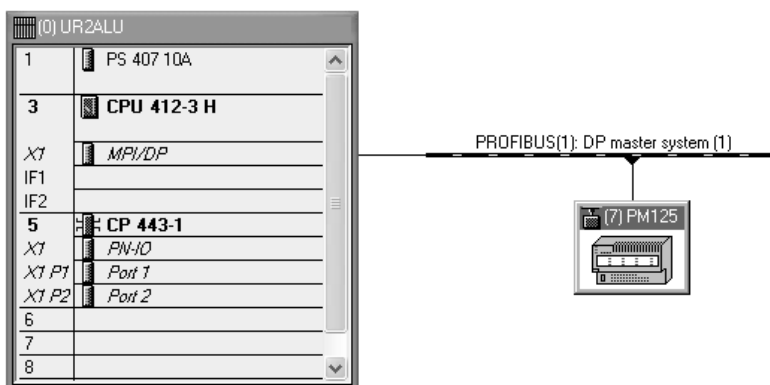 (0) UR2ALU
1 PS 407 10A
3 CPU 412-3 H
X1 MPI/DP
IF1
IF2
5 CP 443-1
X1 PN-IO
X1 P1 Port 1
X1 P2 Port 2
6
7
8
PROFIBUS(1): DP master system (1)
(7) PM125